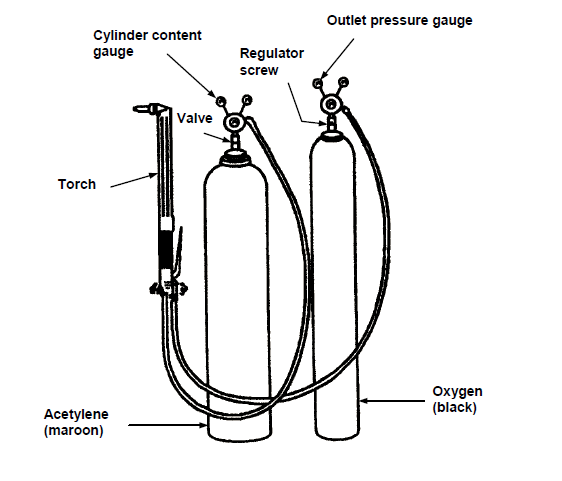 Outlet pressure gauge
Cylinder content
gauge
Regulator
screw
Valve
Torch
Oxygen
(black)
Acetylene
(maroon)